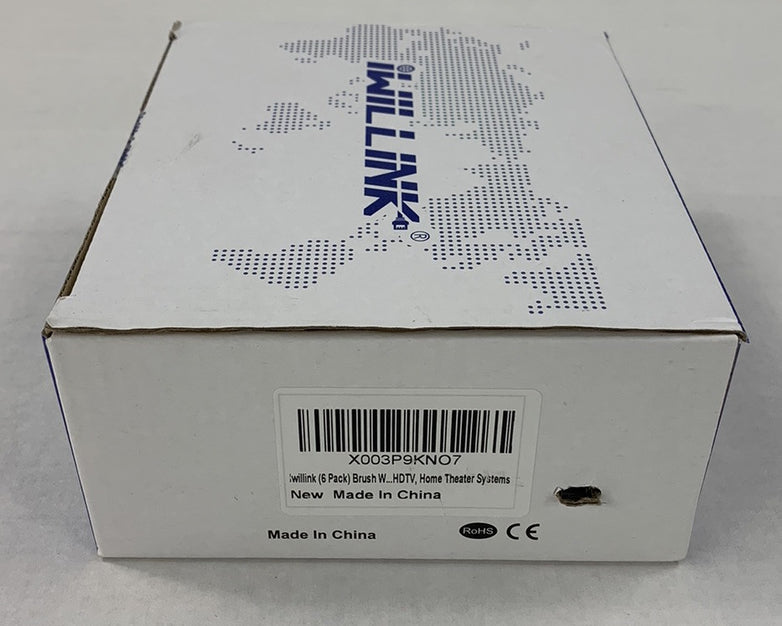 iWILLINK®
X003P9KNO7
iwillink (6 Pack) Brush W...HDTV, Home Theater Systems
New Made In China
Made In China
RoHS CE